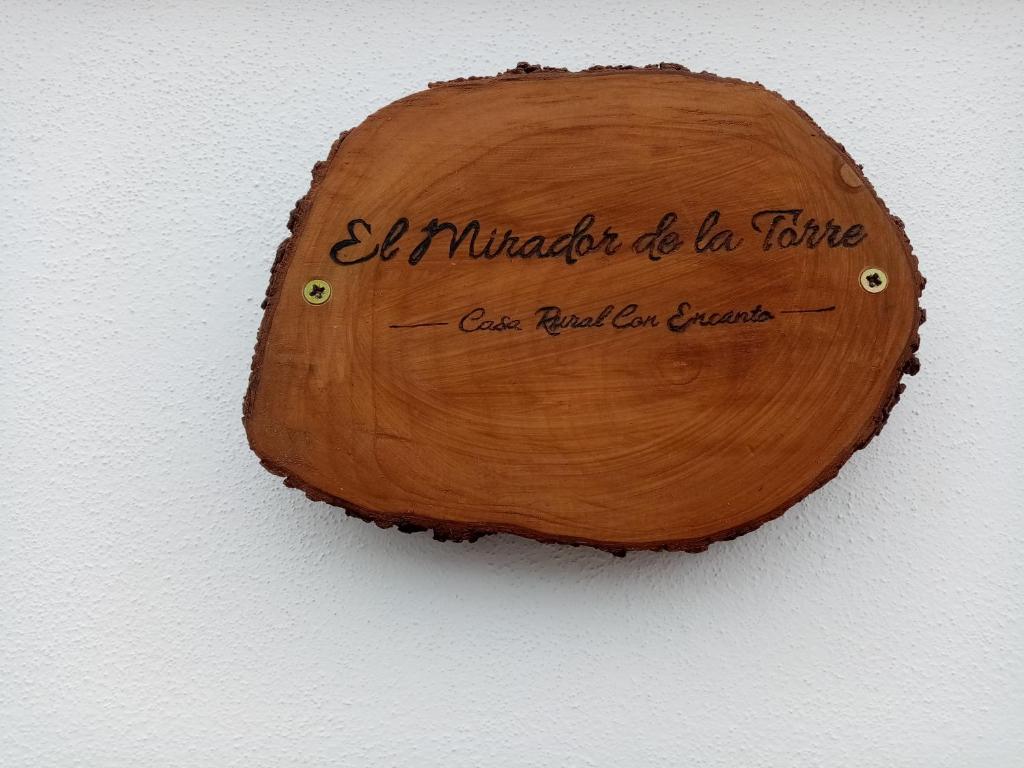 El Mirador de la Torre
Casa Rural Con Encanto